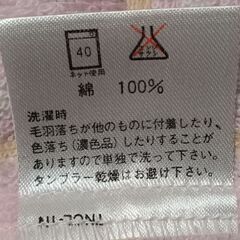 40
ネット使用
綿 100%
洗濯時
毛羽落ちが他のものに付着したり、
色落ち(濃色品)したりすることが
ありますので単独で洗って下さい。
タンブラー乾燥はお避け下さい。